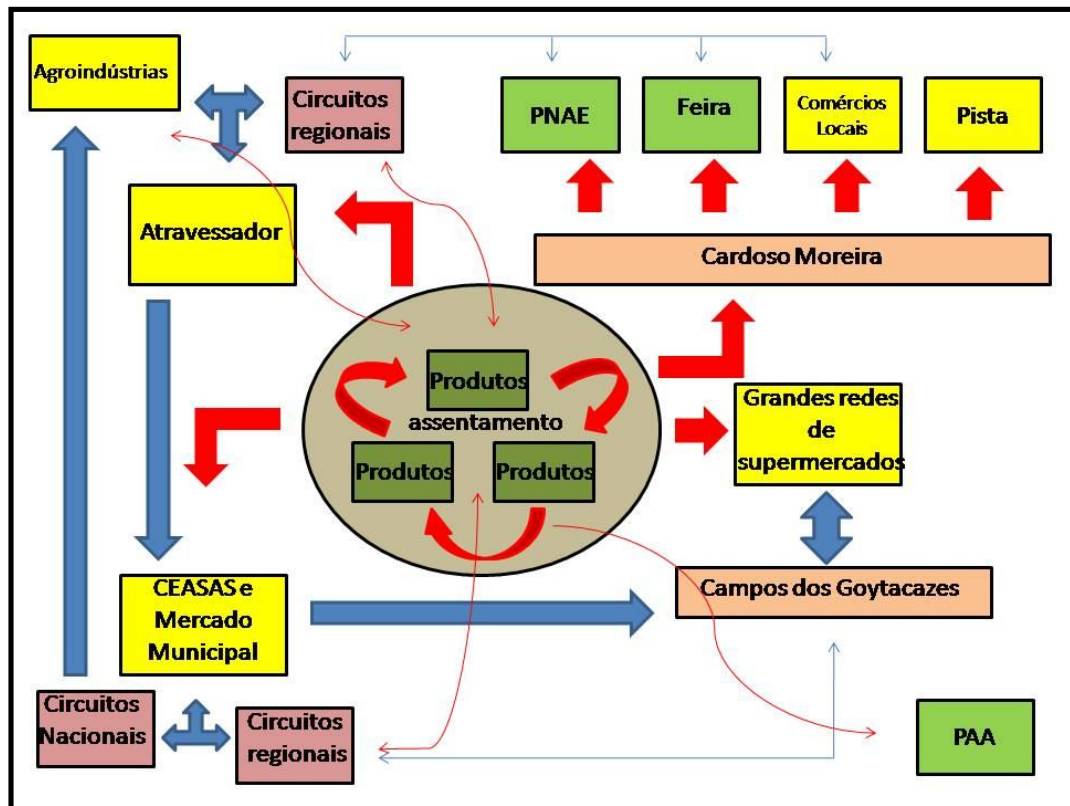 Agroindústrias
Circuitos
regionais
PNAE
Feira
Comércios
Locais
Pista
Atravessador
Cardoso Moreira
Produtos
assentamento
Produtos
Produtos
Grandes redes
de
supermercados
CEASAS e
Mercado
Municipal
Campos dos Goytacazes
Circuitos
Nacionais
Circuitos
regionais
PAA